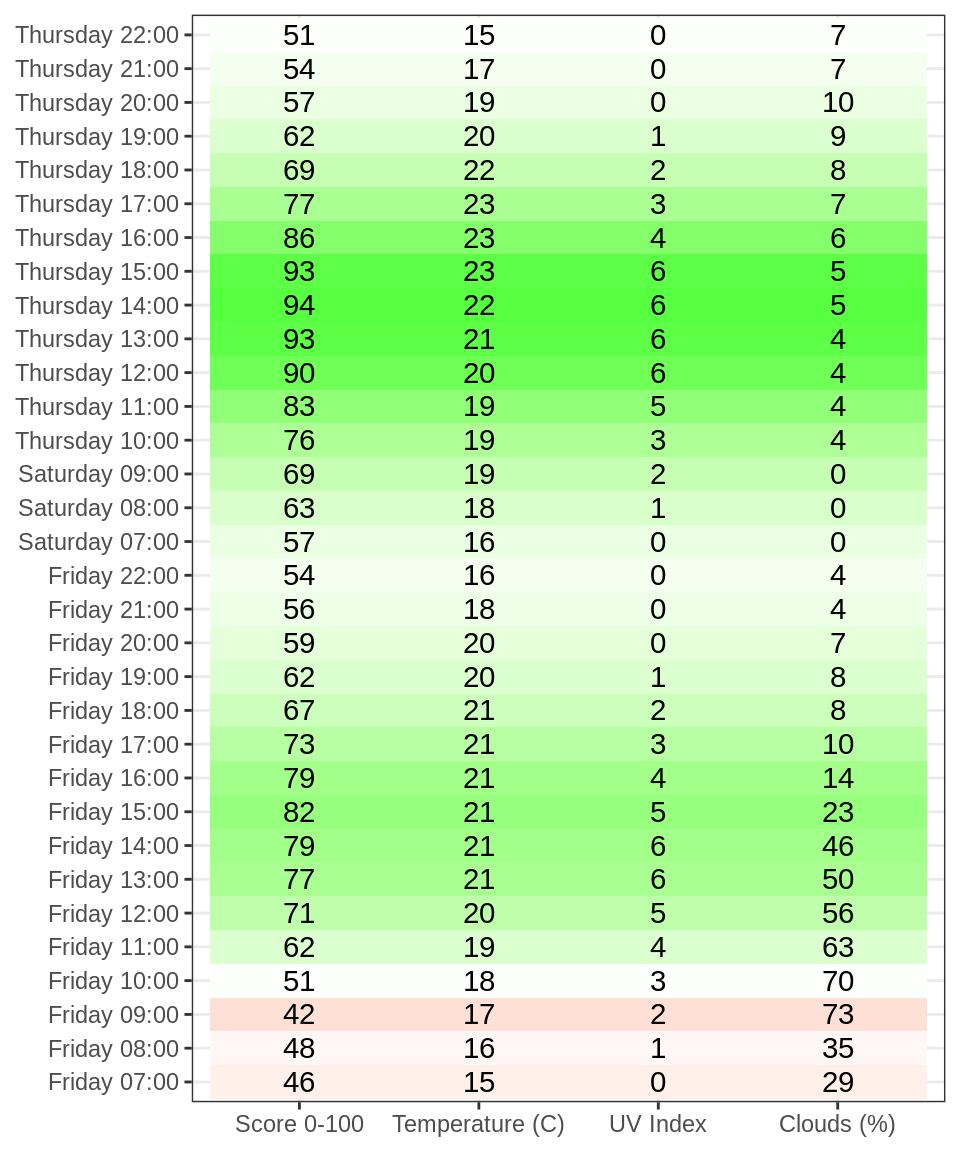 Thursday 22:00 51 15 0 7
Thursday 21:00 54 17 0 7
Thursday 20:00 57 19 0 10
Thursday 19:00 62 20 1 9
Thursday 18:00 69 22 2 8
Thursday 17:00 77 23 3 7
Thursday 16:00 86 23 4 6
Thursday 15:00 93 23 6 5
Thursday 14:00 94 22 6 5
Thursday 13:00 93 21 6 4
Thursday 12:00 90 20 6 4
Thursday 11:00 83 19 5 4
Thursday 10:00 76 19 3 4
Saturday 09:00 69 19 2 0
Saturday 08:00 63 18 1 0
Saturday 07:00 57 16 0 0
Friday 22:00 54 16 0 4
Friday 21:00 56 18 0 4
Friday 20:00 59 20 0 7
Friday 19:00 62 20 1 8
Friday 18:00 67 21 2 8
Friday 17:00 73 21 3 10
Friday 16:00 79 21 4 14
Friday 15:00 82 21 5 23
Friday 14:00 79 21 6 46
Friday 13:00 77 21 6 50
Friday 12:00 71 20 5 56
Friday 11:00 62 19 4 63
Friday 10:00 51 18 3 70
Friday 09:00 42 17 2 73
Friday 08:00 48 16 1 35
Friday 07:00 46 15 0 29
Score 0-100 Temperature (C) UV Index Clouds (%)